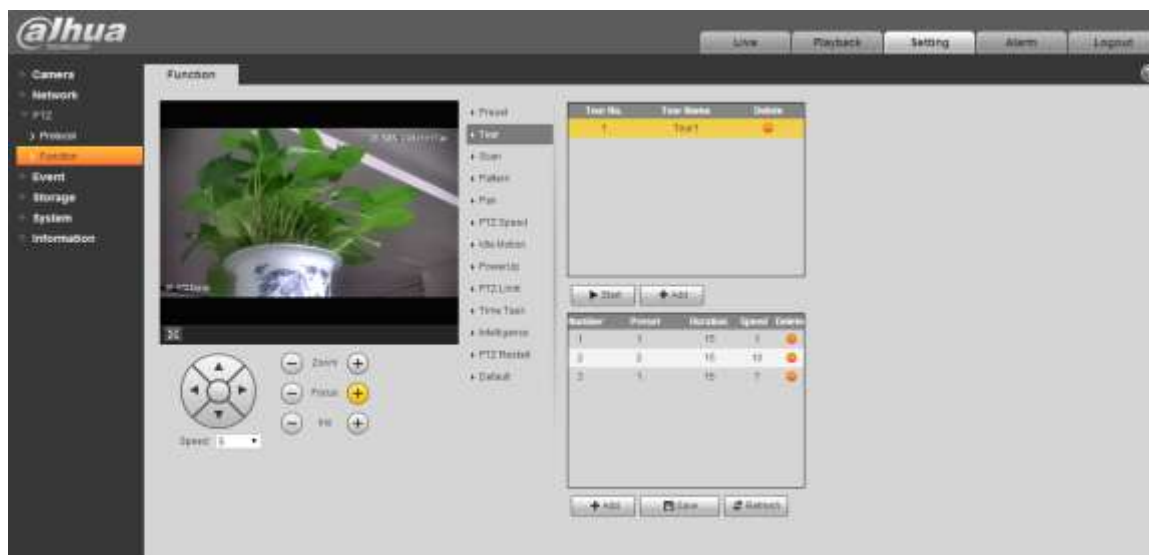 alhua
TECHNOLOGY
Live
Playback
Setting
Alarm
Logout
Camera
Network
PTZ
Protocol
Function
Event
Storage
System
Information
Function
Preset
Tour
Scan
Pattern
Pan
PTZ Speed
Idle Motion
PowerUp
PTZ Limit
Time Task
PTZ Restart
Default
Zoom
Focus
Iris
Speed: 5
Tour No. Tour Name Delete
1 Tour1
Start
Add
Number Preset Duration Speed Delete
1 1 15
2 2 15 10
3 1 15 7
Add
Save
Refresh